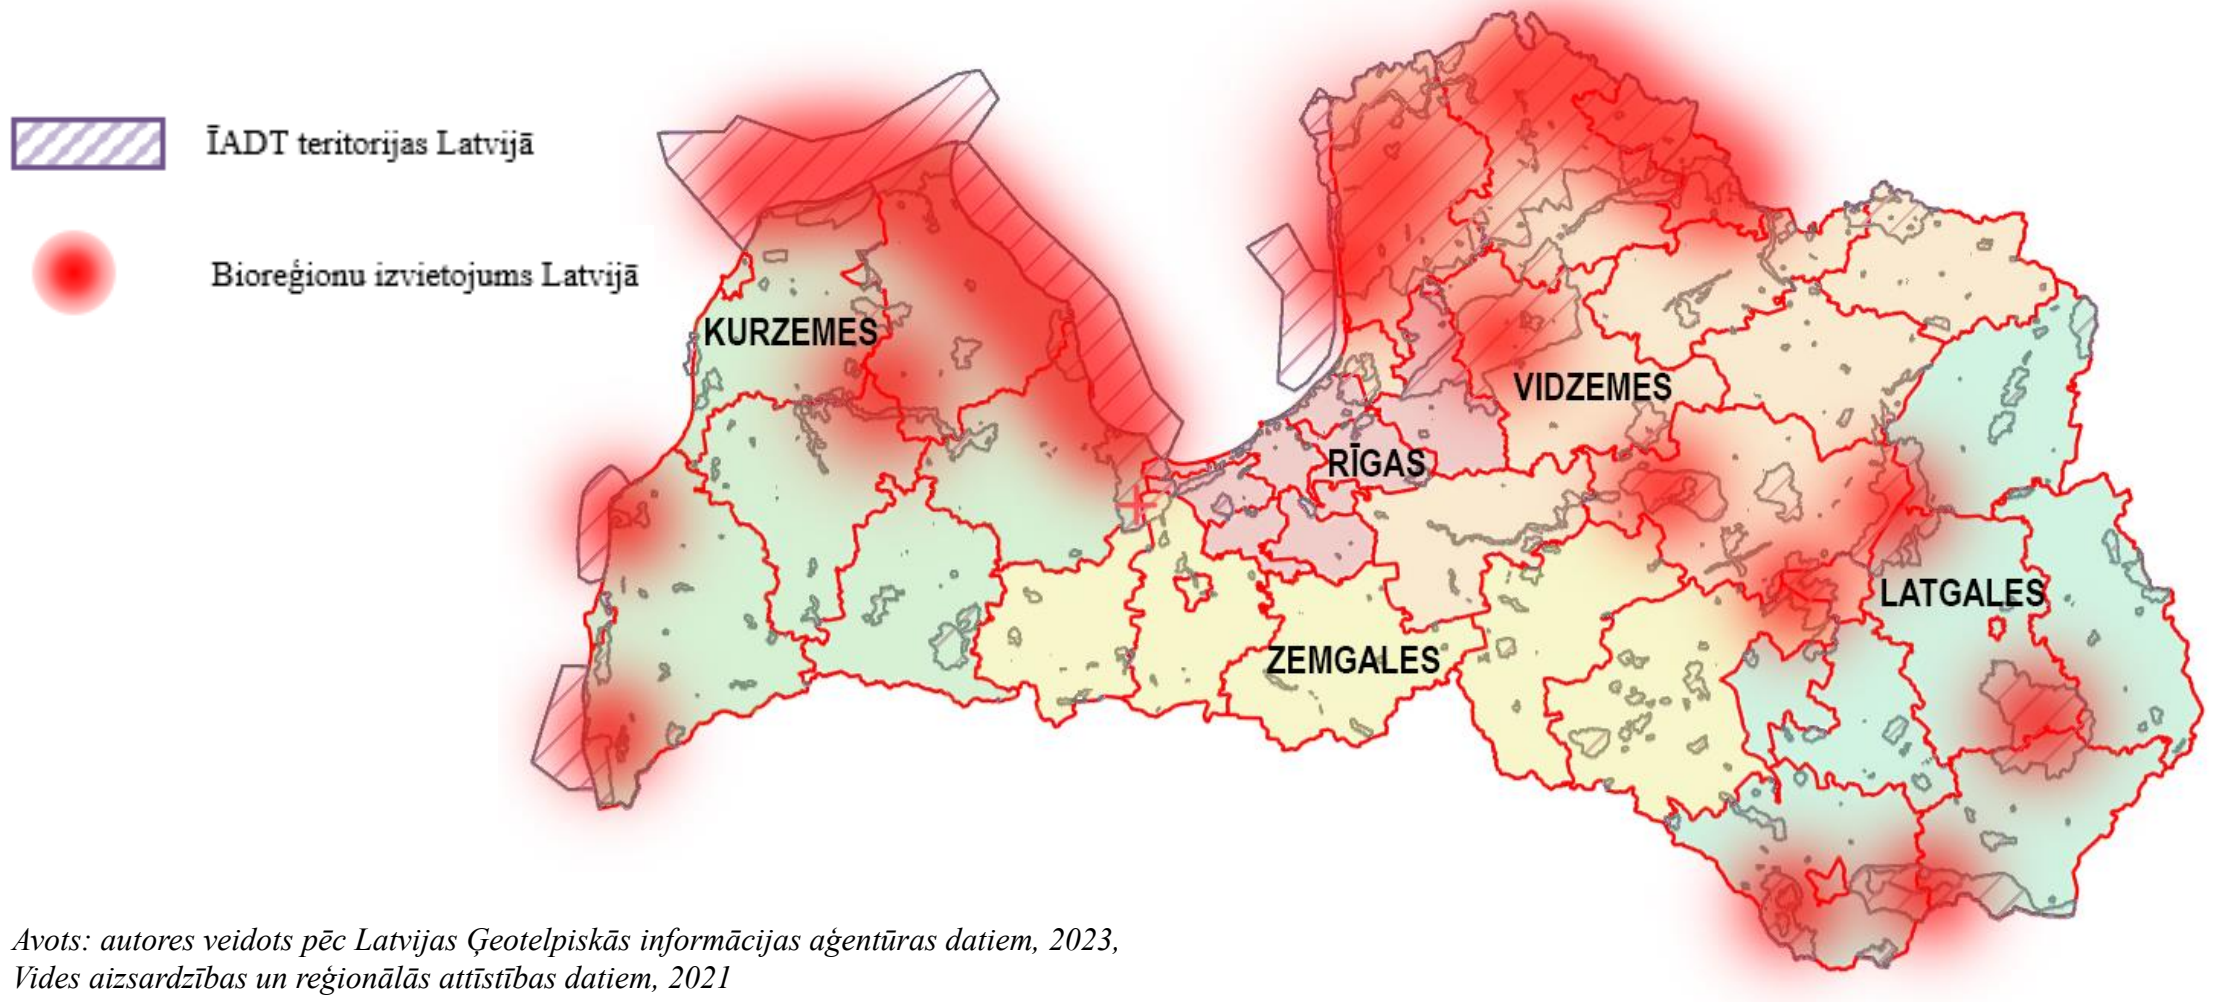 ĪADT teritorijas Latvijā
Bioreģionu izvietojums Latvijā
KURZEMES
VIDZEMES
RĪGAS
LATGALES
ZEMGALES
Avots: autores veidots pēc Latvijas Ģeotelpiskās informācijas aģentūras datiem, 2023,
Vides aizsardzības un reģionālās attīstības datiem, 2021